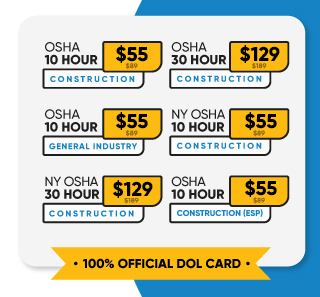 OSHA
10 HOUR
$55
$89
CONSTRUCTION
OSHA
30 HOUR
$129
$189
CONSTRUCTION
OSHA
10 HOUR
$55
$89
GENERAL INDUSTRY
NY OSHA
10 HOUR
$55
$89
CONSTRUCTION
NY OSHA
30 HOUR
$129
$189
CONSTRUCTION
OSHA
10 HOUR
$55
$89
CONSTRUCTION (ESP)
• 100% OFFICIAL DOL CARD •